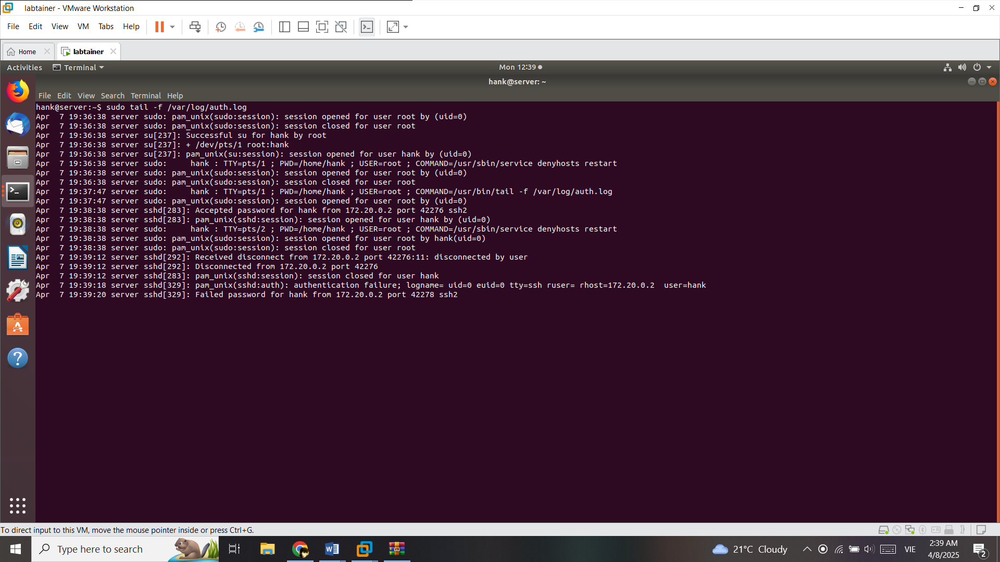 labtainer - VMware Workstation
File Edit View VM Tabs Help
Home labtainer
Activities Terminal Mon 12:39
hank@server: ~
File Edit View Search Terminal Help
hank@server:~$ sudo tail -f /var/log/auth.log
Apr  7 19:36:38 server sudo: pam_unix(sudo:session): session opened for user root by (uid=0)
Apr  7 19:36:38 server sudo: pam_unix(sudo:session): session closed for user root
Apr  7 19:36:38 server su[237]: Successful su for hank by root
Apr  7 19:36:38 server su[237]: + /dev/pts/1 root:hank
Apr  7 19:36:38 server su[237]: pam_unix(su:session): session opened for user hank by (uid=0)
Apr  7 19:36:38 server sudo:     hank : TTY=pts/1 ; PWD=/home/hank ; USER=root ; COMMAND=/usr/sbin/service denyhosts restart
Apr  7 19:36:38 server sudo: pam_unix(sudo:session): session opened for user root by (uid=0)
Apr  7 19:36:38 server sudo: pam_unix(sudo:session): session closed for user root
Apr  7 19:37:47 server sudo:     hank : TTY=pts/1 ; PWD=/home/hank ; USER=root ; COMMAND=/usr/bin/tail -f /var/log/auth.log
Apr  7 19:37:47 server sudo: pam_unix(sudo:session): session opened for user root by (uid=0)
Apr  7 19:38:38 server sshd[283]: Accepted password for hank from 172.20.0.2 port 42276 ssh2
Apr  7 19:38:38 server sshd[283]: pam_unix(sshd:session): session opened for user hank by (uid=0)
Apr  7 19:38:38 server sudo:     hank : TTY=pts/2 ; PWD=/home/hank ; USER=root ; COMMAND=/usr/sbin/service denyhosts restart
Apr  7 19:38:38 server sudo: pam_unix(sudo:session): session opened for user root by hank(uid=0)
Apr  7 19:38:38 server sudo: pam_unix(sudo:session): session closed for user root
Apr  7 19:39:12 server sshd[292]: Received disconnect from 172.20.0.2 port 42276:11: disconnected by user
Apr  7 19:39:12 server sshd[292]: Disconnected from 172.20.0.2 port 42276
Apr  7 19:39:12 server sshd[283]: pam_unix(sshd:session): session closed for user hank
Apr  7 19:39:18 server sshd[329]: pam_unix(sshd:auth): authentication failure; logname= uid=0 euid=0 tty=ssh ruser= rhost=172.20.0.2  user=hank
Apr  7 19:39:20 server sshd[329]: Failed password for hank from 172.20.0.2 port 42278 ssh2
To direct input to this VM, move the mouse pointer inside or press Ctrl+G.
Type here to search
21°C Cloudy
VIE
2:39 AM
4/8/2025
2